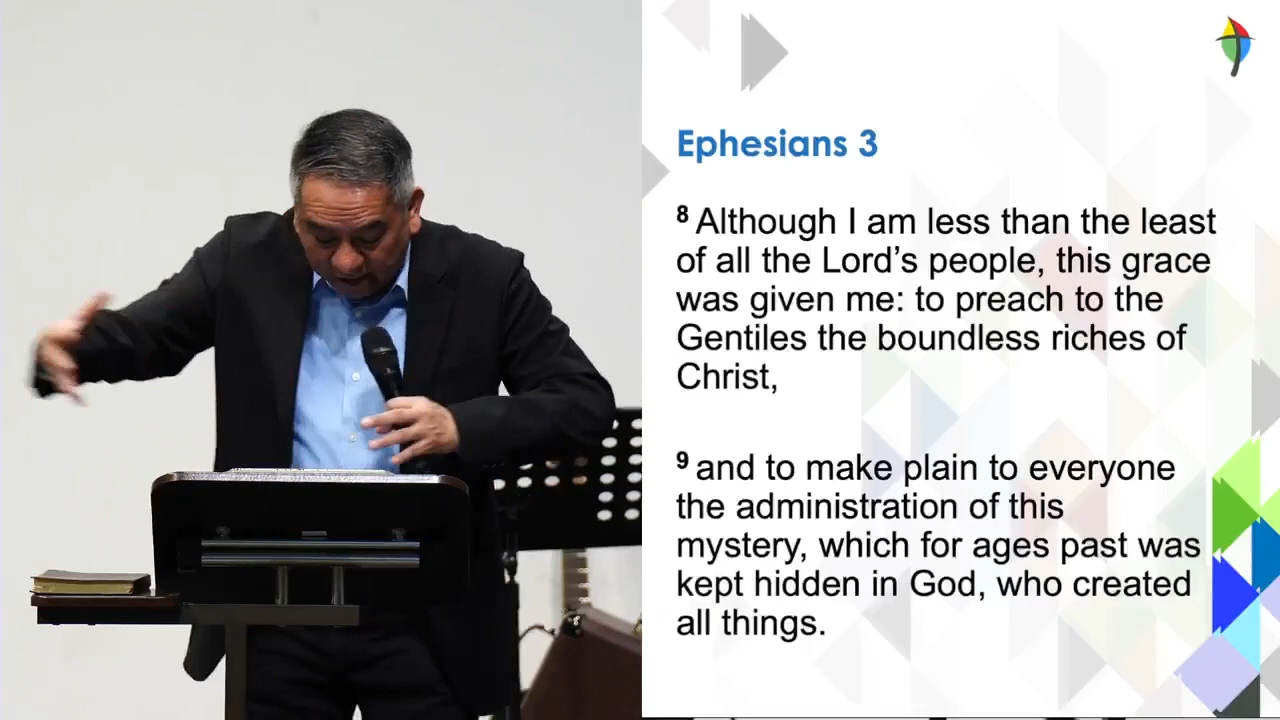 Ephesians 3
8 Although I am less than the least
of all the Lord’s people, this grace
was given me: to preach to the
Gentiles the boundless riches of
Christ,
9 and to make plain to everyone
the administration of this
mystery, which for ages past was
kept hidden in God, who created
all things.